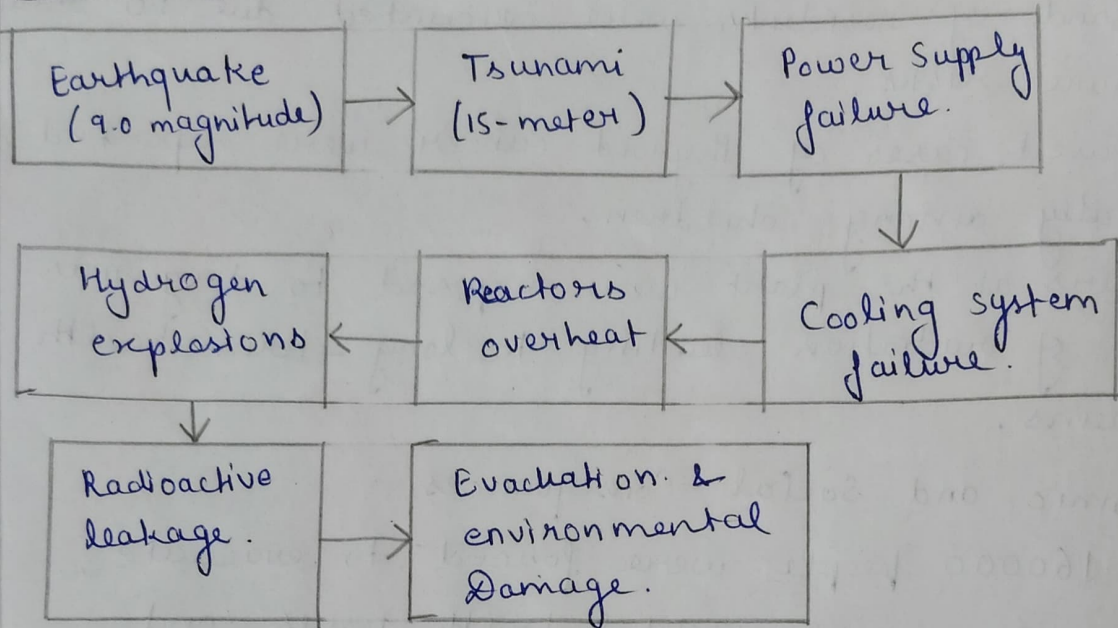 Earthquake
(9.0 magnitude)
Tsunami
(15-meter)
Power Supply
failure.
Cooling system
failure.
Reactors
overheat
Hydrogen
explosions
Radioactive
leakage.
Evacuation. &
environmental
Damage.